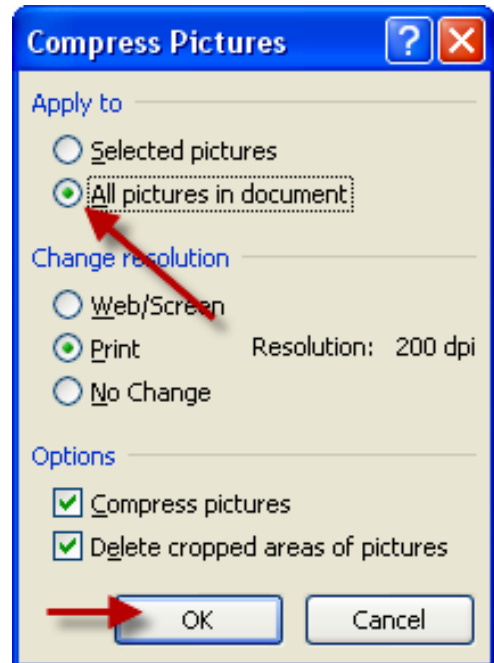 Compress Pictures
Apply to
Selected pictures
All pictures in document
Change resolution
Web/Screen
Print Resolution: 200 dpi
No Change
Options
Compress pictures
Delete cropped areas of pictures
OK Cancel